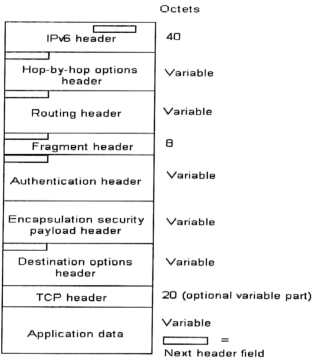 Octets
IPv6 header 40
Hop-by-hop options
header
Variable
Routing header Variable
Fragment header 8
Authentication header Variable
Encapsulation security
payload header
Variable
Destination options
header
Variable
TCP header 20 (optional variable part)
Application data Variable
=
Next header field